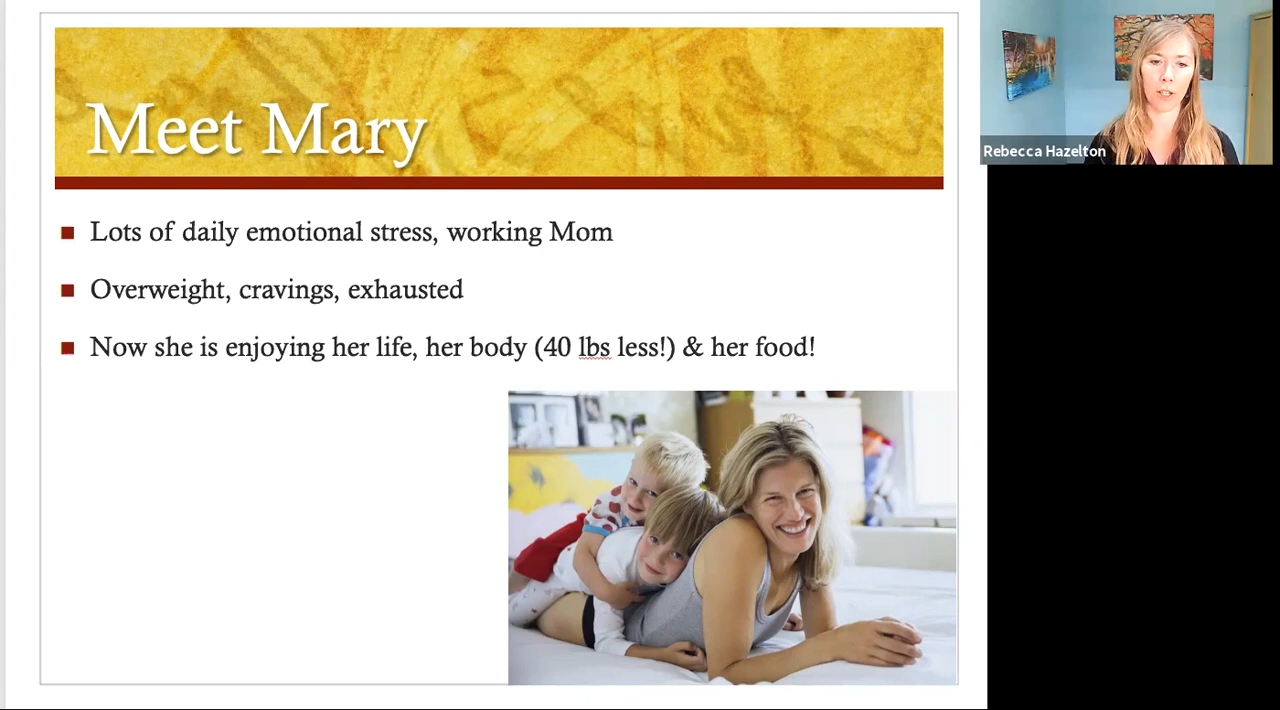 Meet Mary
Lots of daily emotional stress, working Mom
Overweight, cravings, exhausted
Now she is enjoying her life, her body (40 lbs less!) & her food!
Rebecca Hazelton